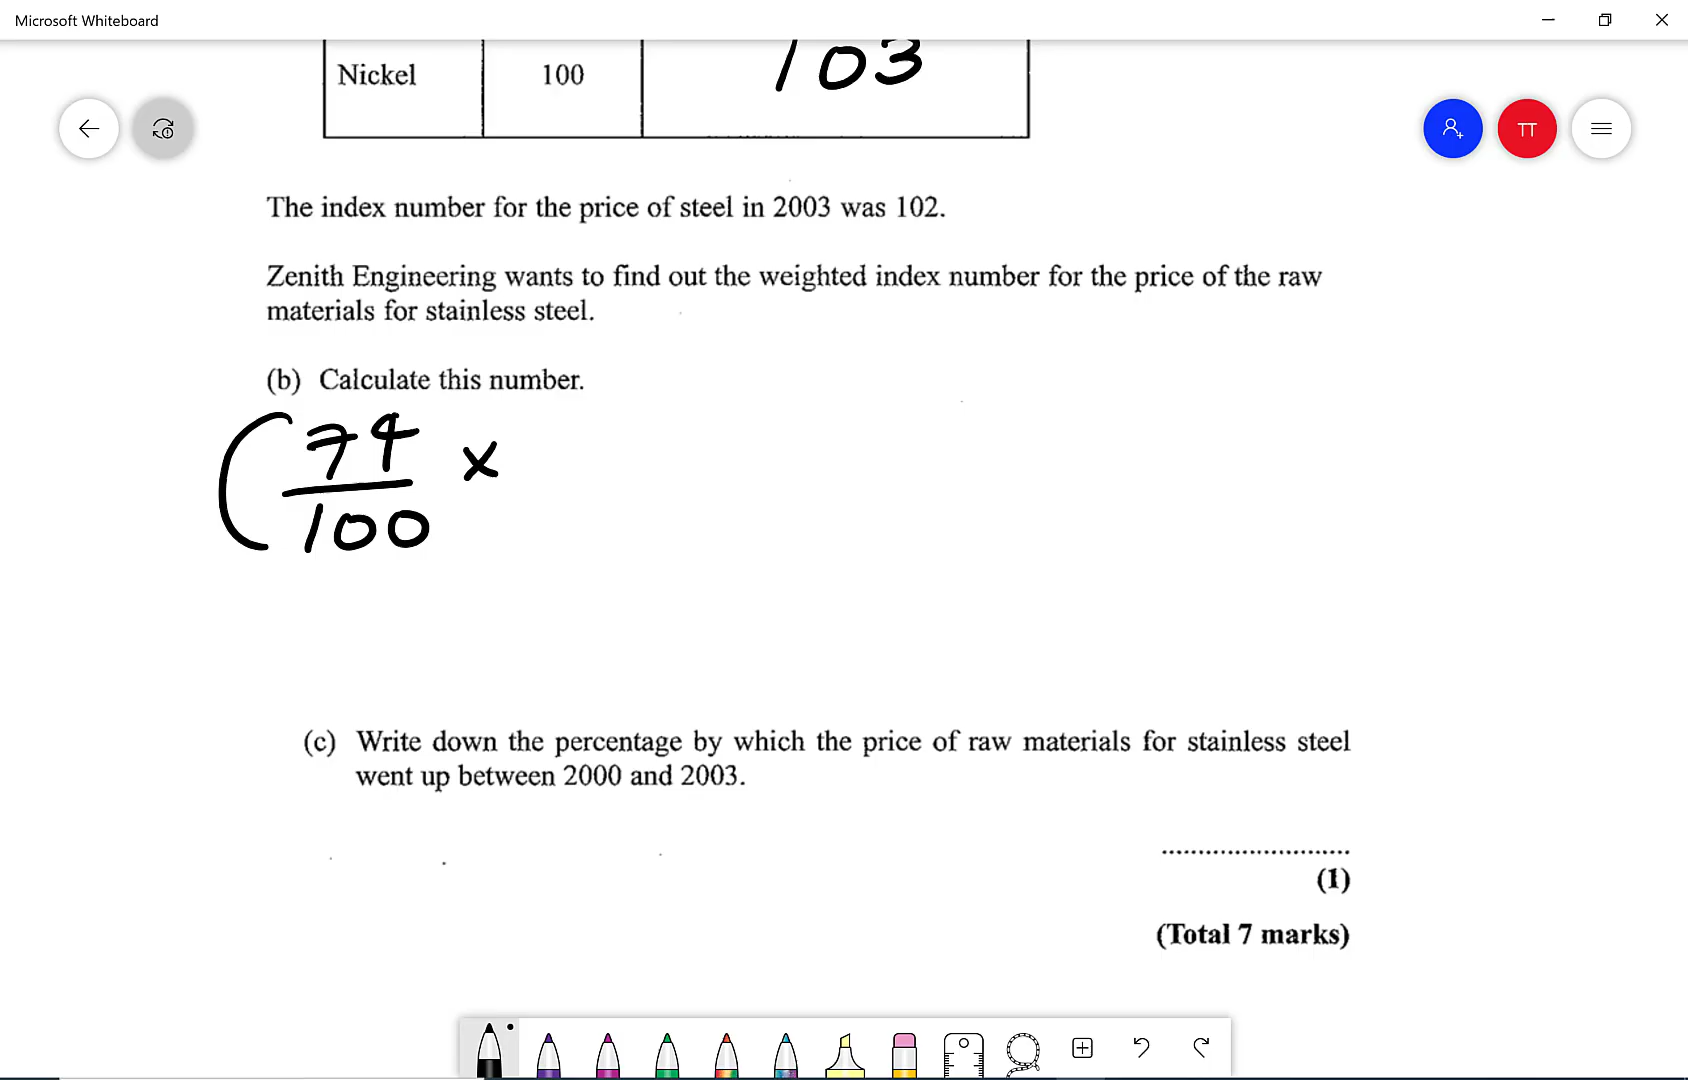 Microsoft Whiteboard
Nickel 100 103
TT
The index number for the price of steel in 2003 was 102.
Zenith Engineering wants to find out the weighted index number for the price of the raw
materials for stainless steel.
(b) Calculate this number.
( 74 ×
100
(c) Write down the percentage by which the price of raw materials for stainless steel
went up between 2000 and 2003.
..........................
(1)
(Total 7 marks)